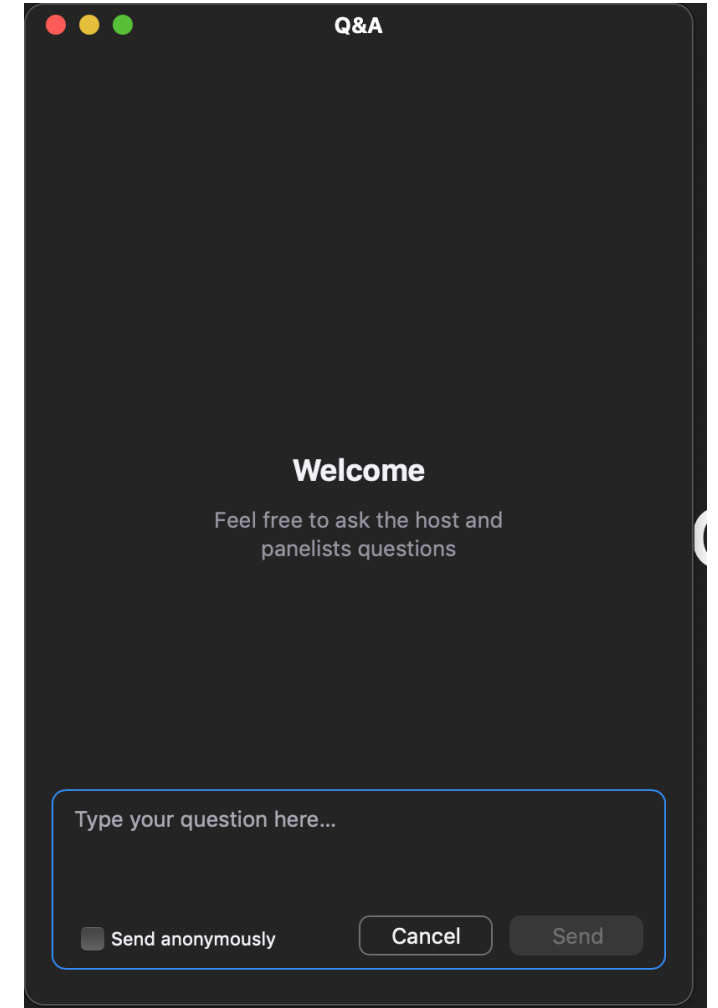 Q&A
Welcome
Feel free to ask the host and
panelists questions
Type your question here...
Send anonymously
Cancel
Send